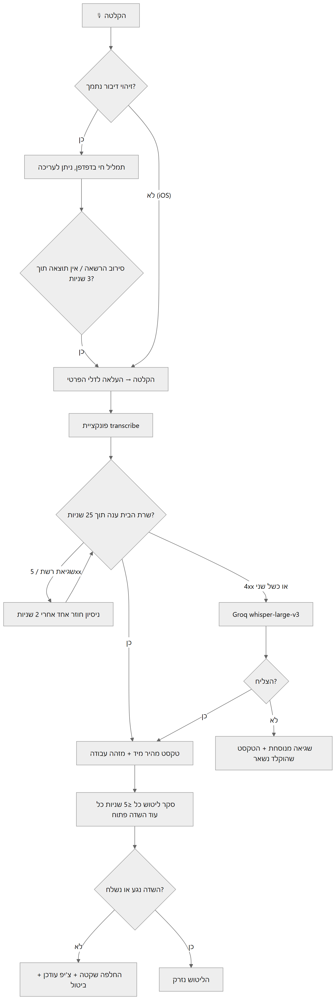 🎙 הקלטה
זיהוי דיבור נתמך?
כן
תמליל חי בדפדפן, ניתן לעריכה
לא (iOS)
סירוב הרשאה / אין תוצאה תוך
3 שניות?
כן
הקלטה → העלאה לדלי הפרטי
פונקציית transcribe
שרת הבית ענה תוך 25 שניות?
שגיאת רשת / 5xx
4xx או כשל שני
ניסיון חוזר אחד אחרי 2 שניות
Groq whisper-large-v3
כן
הצליח?
כן
לא
שגיאה מנוסחת + הטקסט
שהוקלד נשאר
טקסט מהיר מיד + מזהה עבודה
סקר ליטוש כל ≥5 שניות כל
עוד השדה פתוח
השדה נגע או נשלח?
לא
כן
החלפה שקטה + צ'יפ עודכן +
ביטול
הליטוש נזרק